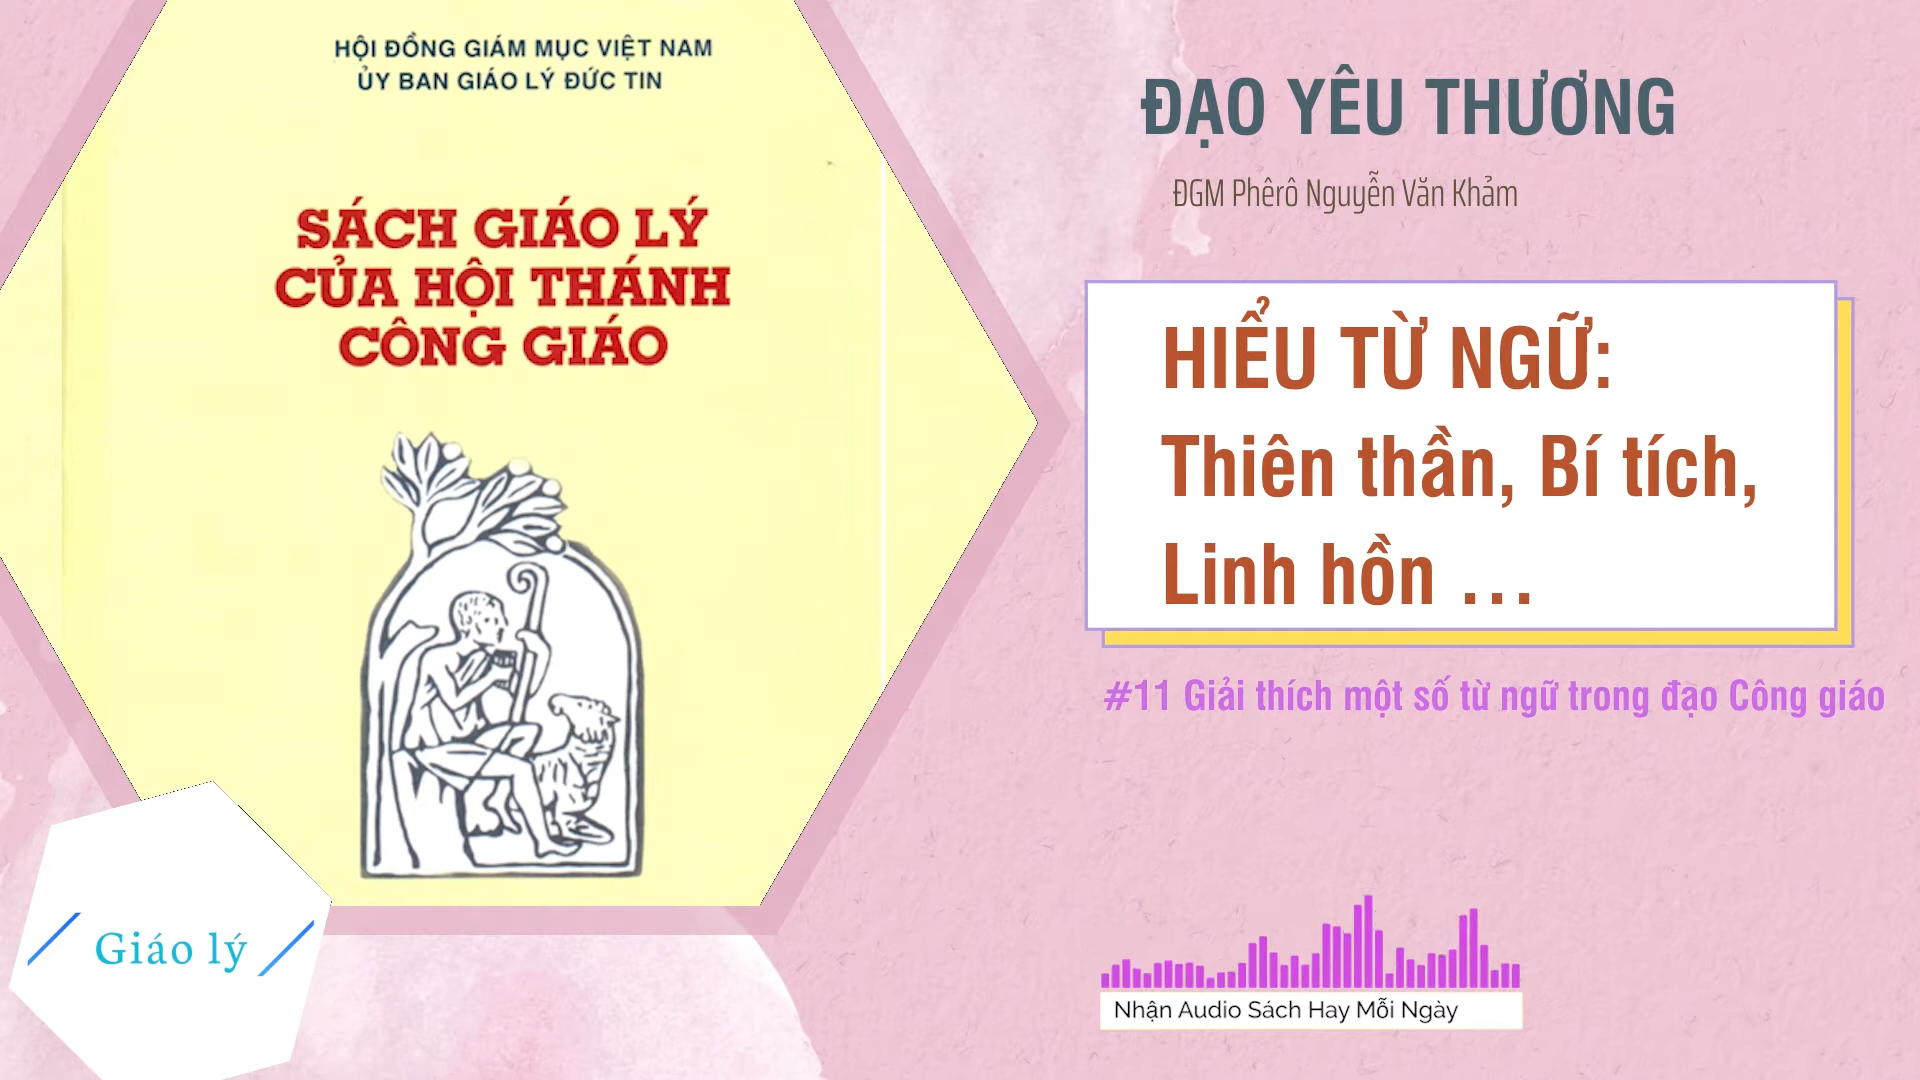 HỘI ĐỒNG GIÁM MỤC VIỆT NAM
ỦY BAN GIÁO LÝ ĐỨC TIN
SÁCH GIÁO LÝ
CỦA HỘI THÁNH
CÔNG GIÁO
Giáo lý
ĐẠO YÊU THƯƠNG
ĐGM Phêrô Nguyễn Văn Khảm
HIỂU TỪ NGỮ:
Thiên thần, Bí tích,
Linh hồn ...
#11 Giải thích một số từ ngữ trong đạo Công giáo
Nhận Audio Sách Hay Mỗi Ngày